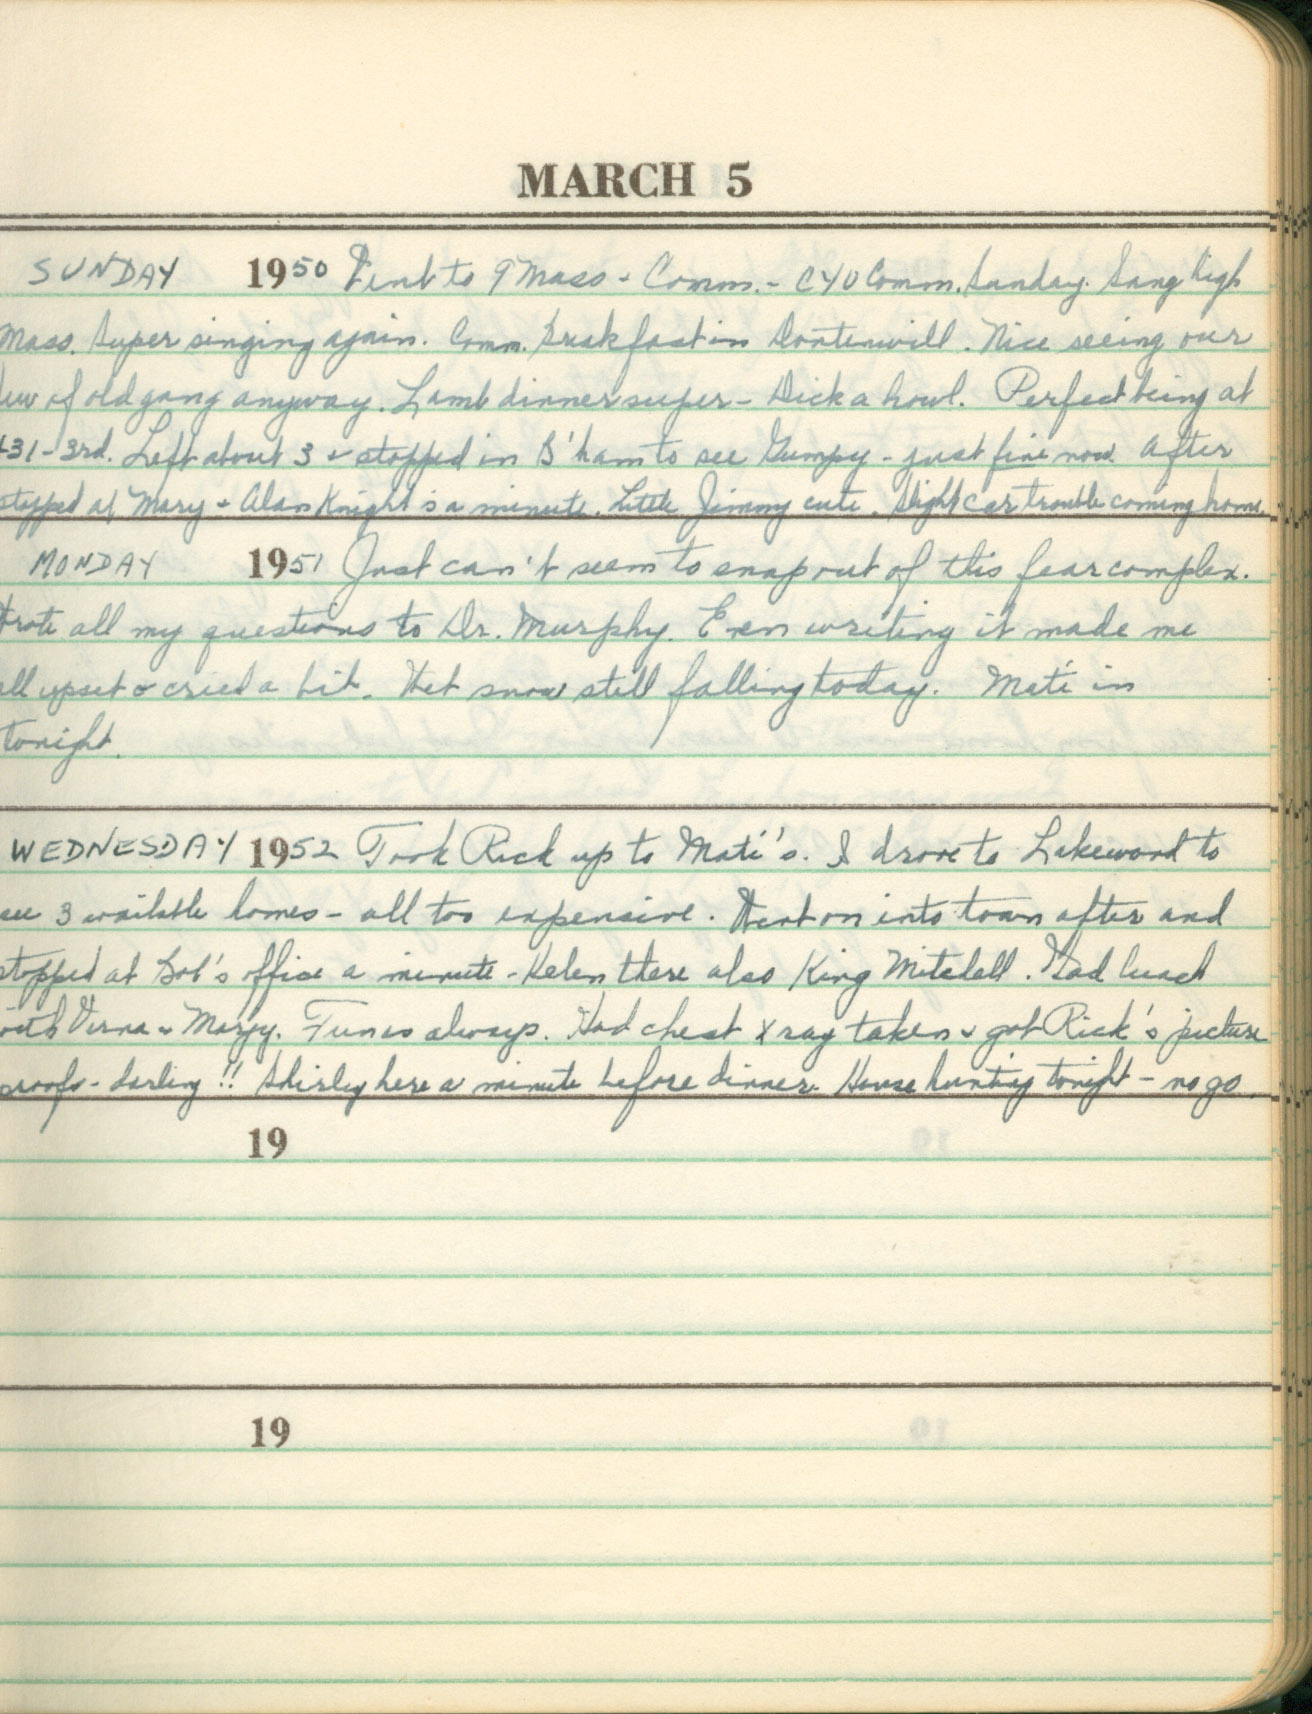 MARCH 5
SUNDAY 1950 Went to 9 Mass + Comm. - CYO Comm. Sunday. Sang high
Mass. Super singing again. Comm. breakfast in Dontenwill. Nice seeing our
few of old gang anyway. Lamb dinner super - Dick a howl. Perfect being at
431 - 3rd. Left about 3 + stopped in B'ham to see Gumpy - just fine now. After
stopped at Mary + Alan Knight's a minute. Little Jimmy cute. Slight car trouble coming home.
MONDAY 1951 Just can't seem to snap out of this fear complex.
Wrote all my questions to Dr. Murphy. Even writing it made me
all upset & cried a bit. Wet snow still falling today. Mati in
tonight.
WEDNESDAY 1952 Took Rick up to Mati's. I drove to Lakewood to
see 3 available homes - all too expensive. Went on into town after and
stopped at Bob's office a minute - Helen there also King Mitchell. Had lunch
with Verna + Margy. Fun as always. Had chest X ray taken + got Rick's picture
proofs - darling!! Shirley here a minute before dinner. House hunting tonight - no go.
19
19